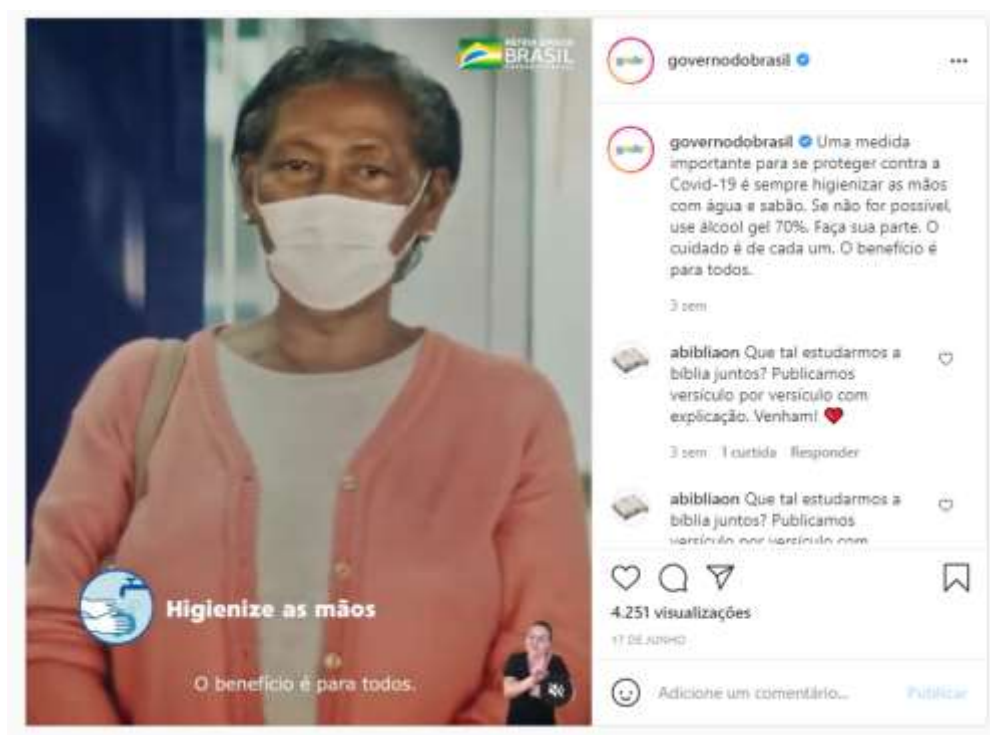 PÁTRIA AMADA
BRASIL
Higienize as mãos
O benefício é para todos.
governodobrasil
governodobrasil Uma medida
importante para se proteger contra a
Covid-19 é sempre higienizar as mãos
com água e sabão. Se não for possível,
use álcool gel 70%. Faça sua parte. O
cuidado é de cada um. O benefício é
para todos.
3 sem
abibliaon Que tal estudarmos a
bíblia juntos? Publicamos
versículo por versículo com
explicação. Venham!
3 sem 1 curtida Responder
abibliaon Que tal estudarmos a
bíblia juntos? Publicamos
versículo por versículo com
4.251 visualizações
17 DE JUNHO
Adicione um comentário...
Publicar